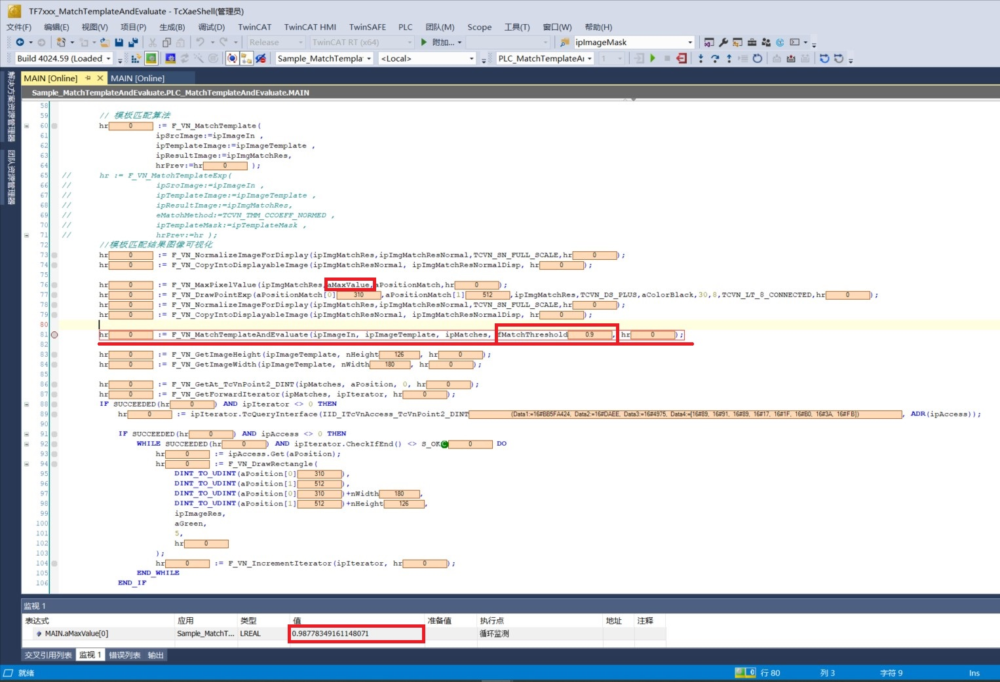 TF7xxx_MatchTemplateAndEvaluate - TcXaeShell(管理员)
文件(F) 编辑(E) 视图(V) 项目(P) 生成(B) 调试(D) TwinCAT TwinCAT HMI TwinSAFE PLC 团队(M) Scope 工具(T) 窗口(W) 帮助(H)
Release TwinCAT RT (x64) 附加... ipImageMask
Build 4024.59 (Loaded Sample_MatchTempla <Local> PLC_MatchTemplateAr 1
解决方案资源管理器
团队资源管理器
MAIN [Online] MAIN [Online]
Sample_MatchTemplateAndEvaluate.PLC_MatchTemplateAndEvaluate.MAIN
58
59 // 模板匹配算法
60 hr 0 := F_VN_MatchTemplate(
61 ipSrcImage:=ipImageIn ,
62 ipTemplateImage:=ipImageTemplate ,
63 ipResultImage:=ipImgMatchRes,
64 hrPrev:=hr 0 );
65 // hr := F_VN_MatchTemplateExp(
66 // ipSrcImage:=ipImageIn ,
67 // ipTemplateImage:=ipImageTemplate ,
68 // ipResultImage:=ipImgMatchRes,
69 // eMatchMethod:=TCVN_TMM_CCOEFF_NORMED ,
70 // ipTemplateMask:=ipTemplateMask ,
71 // hrPrev:=hr );
72 //模板匹配结果图像可视化
73 hr 0 := F_VN_NormalizeImageForDisplay(ipImgMatchRes,ipImgMatchResNormal,TCVN_SN_FULL_SCALE,hr 0 );
74 hr 0 := F_VN_CopyIntoDisplayableImage(ipImgMatchResNormal, ipImgMatchResNormalDisp, hr 0 );
75
76 hr 0 := F_VN_MaxPixelValue(ipImgMatchRes,aMaxValue,aPositionMatch,hr 0 );
77 hr 0 := F_VN_DrawPointExp(aPositionMatch[0] 310 ,aPositionMatch[1] 512 ,ipImgMatchRes,TCVN_DS_PLUS,aColorBlack,30,8,TCVN_LT_8_CONNECTED,hr 0 );
78 hr 0 := F_VN_NormalizeImageForDisplay(ipImgMatchRes,ipImgMatchResNormal,TCVN_SN_FULL_SCALE,hr 0 );
79 hr 0 := F_VN_CopyIntoDisplayableImage(ipImgMatchResNormal, ipImgMatchResNormalDisp, hr 0 );
80
81 hr 0 := F_VN_MatchTemplateAndEvaluate(ipImageIn, ipImageTemplate, ipMatches, fMatchThreshold 0.9 , hr 0 );
82
83 hr 0 := F_VN_GetImageHeight(ipImageTemplate, nHeight 126 , hr 0 );
84 hr 0 := F_VN_GetImageWidth(ipImageTemplate, nWidth 180 , hr 0 );
85
86 hr 0 := F_VN_GetAt_TcVnPoint2_DINT(ipMatches, aPosition, 0, hr 0 );
87 hr 0 := F_VN_GetForwardIterator(ipMatches, ipIterator, hr 0 );
88 IF SUCCEEDED(hr 0 ) AND ipIterator <> 0 THEN
89 hr 0 := ipIterator.TcQueryInterface(IID_ITcVnAccess_TcVnPoint2_DINT (Data1:=16#BB5FA424, Data2:=16#DAEE, Data3:=16#4975, Data4:=[16#89, 16#91, 16#89, 16#17, 16#1F, 16#B0, 16#3A, 16#FB]) , ADR(ipAccess));
90
91 IF SUCCEEDED(hr 0 ) AND ipAccess <> 0 THEN
92 WHILE SUCCEEDED(hr 0 ) AND ipIterator.CheckIfEnd() <> S_OK C 0 DO
93 hr 0 := ipAccess.Get(aPosition);
94 hr 0 := F_VN_DrawRectangle(
95 DINT_TO_UDINT(aPosition[0] 310 ),
96 DINT_TO_UDINT(aPosition[1] 512 ),
97 DINT_TO_UDINT(aPosition[0] 310 )+nWidth 180 ,
98 DINT_TO_UDINT(aPosition[1] 512 )+nHeight 126 ,
99 ipImageRes,
100 aGreen,
101 5,
102 hr 0
103 );
104 hr 0 := F_VN_IncrementIterator(ipIterator, hr 0 );
105 END_WHILE
106 END_IF
监视 1
表达式 应用 类型 值 准备值 执行点 地址 注释
MAIN.aMaxValue[0] Sample_MatchT... LREAL 0.98778349161148071 循环监测
交叉引用列表 监视 1 错误列表 输出
就绪 0 行 80 列 3 字符 9 Ins